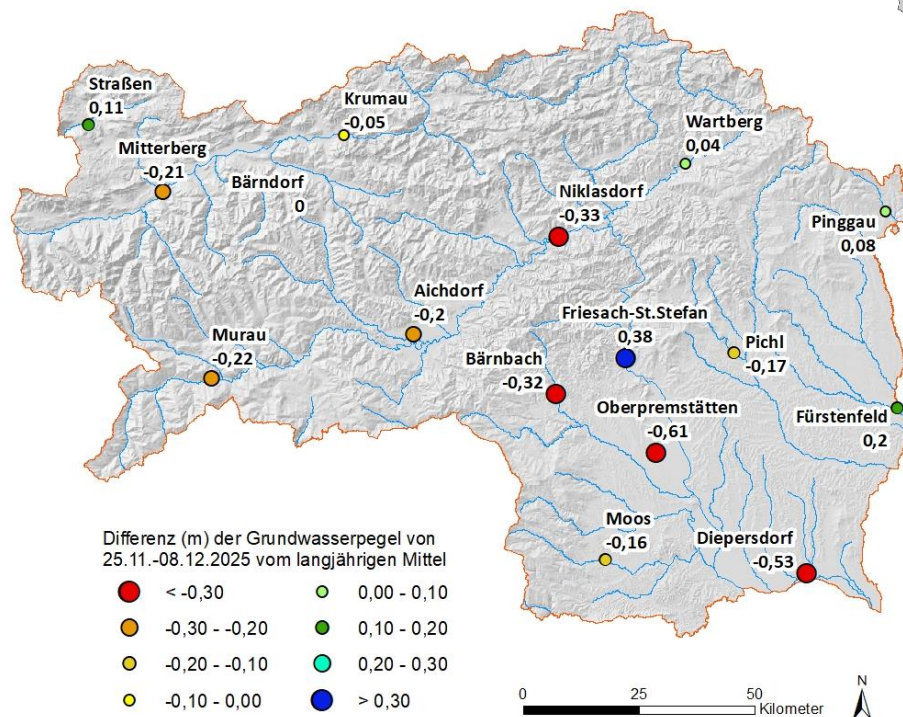 Straßen
0,11
Krumau
-0,05
Wartberg
0,04
Mitterberg
-0,21
Bärndorf
0
Niklasdorf
-0,33
Pinggau
0,08
Aichdorf
-0,2
Friesach-St.Stefan
0,38
Murau
-0,22
Bärnbach
-0,32
Pichl
-0,17
Oberpremstätten
-0,61
Fürstenfeld
0,2
Moos
-0,16
Diepersdorf
-0,53
Differenz (m) der Grundwasserpegel von
25.11.-08.12.2025 vom langjährigen Mittel
< -0,30
-0,30 - -0,20
-0,20 - -0,10
-0,10 - 0,00
0,00 - 0,10
0,10 - 0,20
0,20 - 0,30
> 0,30
0 25 50
Kilometer
N